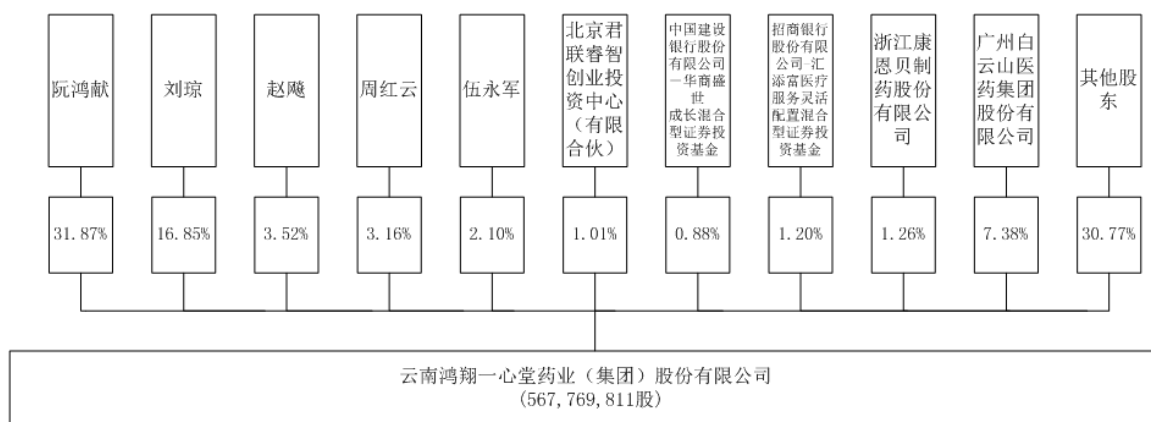 阮鸿献
刘琼
赵飚
周红云
伍永军
北京君
联睿智
创业投
资中心
（有限
合伙）
中国建设
银行股份
有限公司
－华商盛
世
成长混合
型证券投
资基金
招商银行
股份有限
公司-汇
添富医疗
服务灵活
配置混合
型证券投
资基金
浙江康
恩贝制
药股份
有限公
司
广州白
云山医
药集团
股份有
限公司
其他股
东
31.87%
16.85%
3.52%
3.16%
2.10%
1.01%
0.88%
1.20%
1.26%
7.38%
30.77%
云南鸿翔一心堂药业（集团）股份有限公司
(567,769,811股)